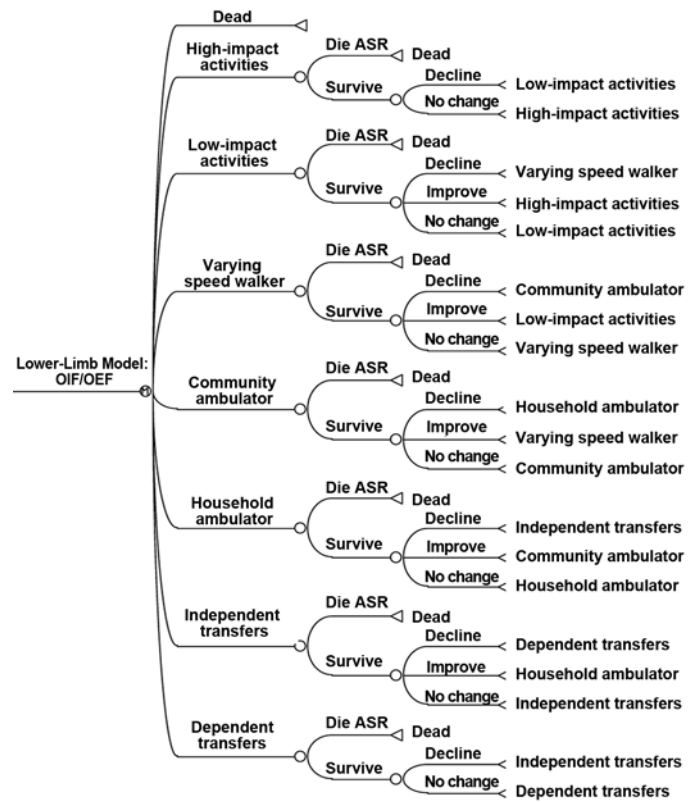 Dead
High-impact
activities
Die ASR
Dead
Survive
Decline
Low-impact activities
No change
High-impact activities
Low-impact
activities
Die ASR
Dead
Survive
Decline
Varying speed walker
Improve
High-impact activities
No change
Low-impact activities
Varying
speed walker
Die ASR
Dead
Survive
Decline
Community ambulator
Improve
Low-impact activities
No change
Varying speed walker
Lower-Limb Model:
OIF/OEF
M
Community
ambulator
Die ASR
Dead
Survive
Decline
Household ambulator
Improve
Varying speed walker
No change
Community ambulator
Household
ambulator
Die ASR
Dead
Survive
Decline
Independent transfers
Improve
Community ambulator
No change
Household ambulator
Independent
transfers
Die ASR
Dead
Survive
Decline
Dependent transfers
Improve
Household ambulator
No change
Independent transfers
Dependent
transfers
Die ASR
Dead
Survive
Decline
Independent transfers
No change
Dependent transfers